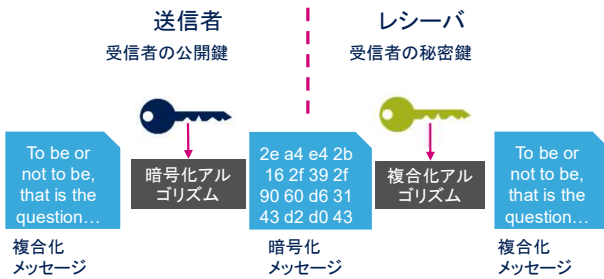 送信者
レシーバ
受信者の公開鍵
受信者の秘密鍵
To be or
not to be,
that is the
question…
暗号化アル
ゴリズム
2e a4 e4 2b
16 2f 39 2f
90 60 d6 31
43 d2 d0 43
複合化アル
ゴリズム
To be or
not to be,
that is the
question…
複合化
メッセージ
暗号化
メッセージ
複合化
メッセージ